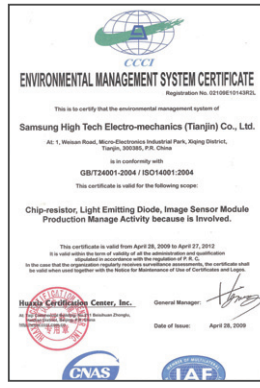 CCCI
ENVIRONMENTAL MANAGEMENT SYSTEM CERTIFICATE
Registration No. 02109E10143R2L
This is to certify that the environmental management system of
Samsung High Tech Electro-mechanics (Tianjin) Co., Ltd.
At: 1, Weisan Road, Micro-Electronics Industrial Park, Xiqing District,
Tianjin, 300385, P.R. China
is in conformity with
GB/T24001-2004 / ISO14001:2004
This certificate is valid for the following scope:
Chip-resistor, Light Emitting Diode, Image Sensor Module
Production Manage Activity because is Involved.
This certificate is valid from April 28, 2009 to April 27, 2012
It is valid within the term of validity of all the administration and qualification
stipulated in accordance with the regulation of P. R. C.
In case that the organization regularly receives surveillance assessments, the certificate shall
be valid when used together with the Notice for Maintenance of Use of Certificates and Logos.
Huaxia Certification Center, Inc.
General Manager:
Date of Issue: April 28, 2009
CNAS
IAF